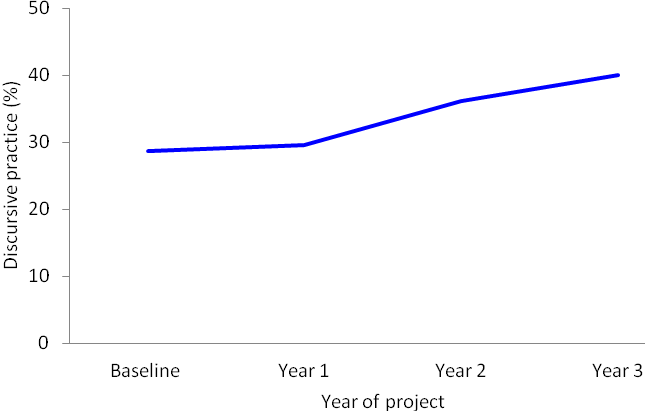 50
40
30
20
10
0
Discursive practice (%)
Baseline Year 1 Year 2 Year 3
Year of project